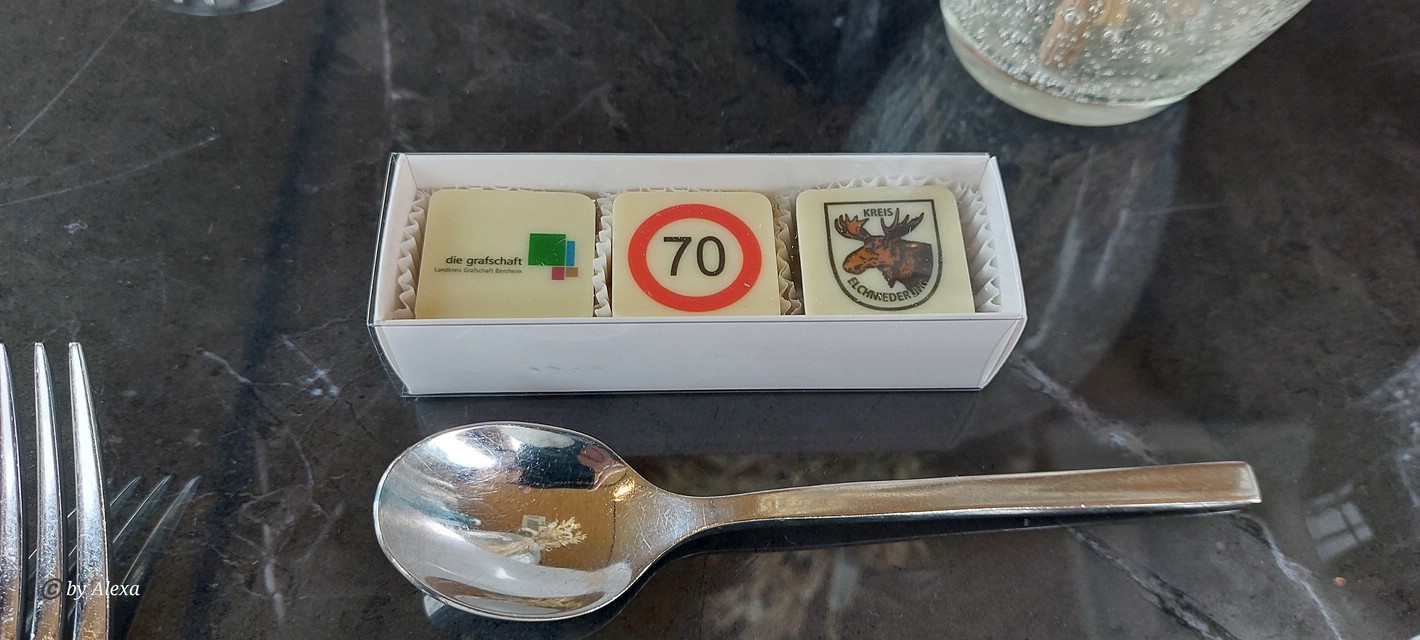 die grafschaft
Landkreis Grafschaft Bentheim
70
KREIS
ELCHNIEDERUNG
© by Alexa